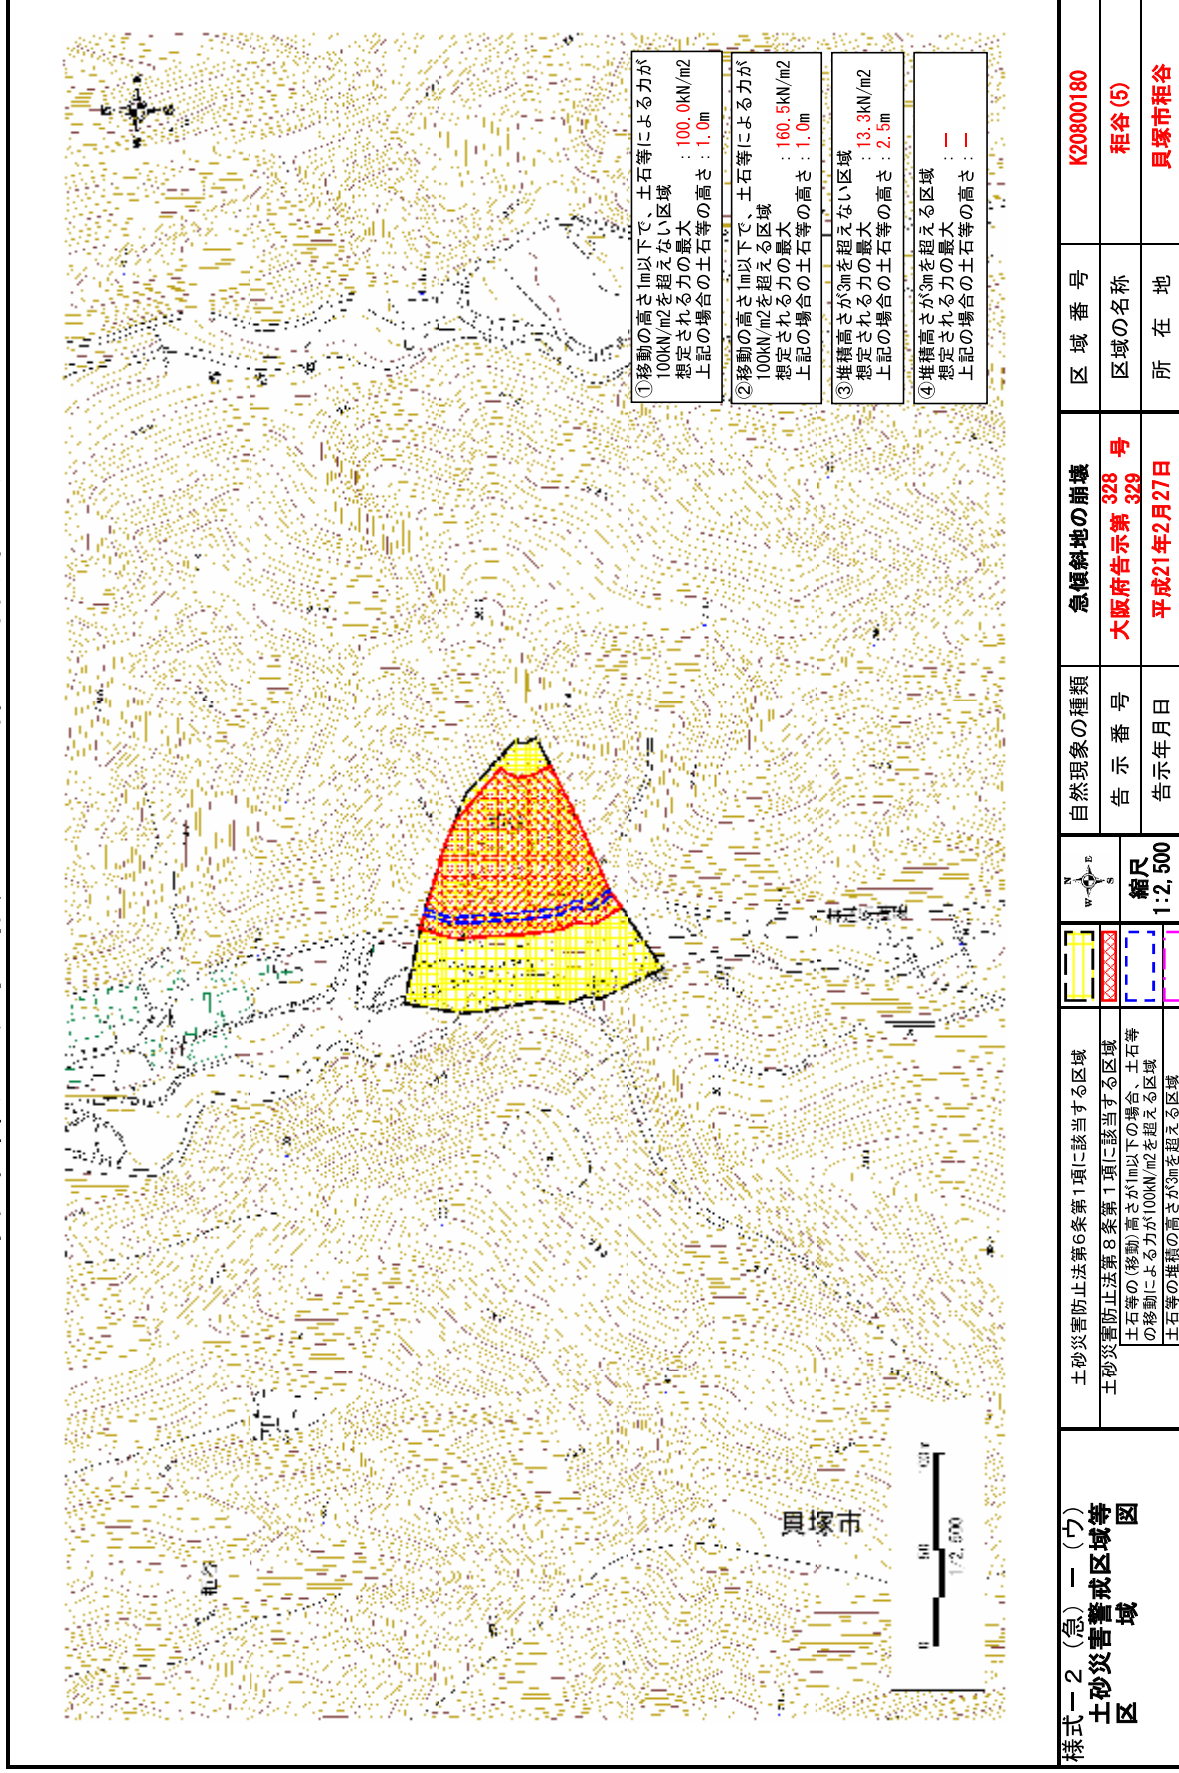 ①移動の高さ1m以下で、土石等による力が
100kN/m2を超えない区域
想定される力の最大 : 100.0kN/m2
上記の場合の土石等の高さ : 1.0m
②移動の高さ1m以下で、土石等による力が
100kN/m2を超える区域
想定される力の最大 : 160.5kN/m2
上記の場合の土石等の高さ : 1.0m
③堆積高さが3mを超えない区域
想定される力の最大 : 13.3kN/m2
上記の場合の土石等の高さ : 2.5m
④堆積高さが3mを超える区域
想定される力の最大 : ー
上記の場合の土石等の高さ : ー
貝塚市
0 50 100m
1/2,500
様式ー2（急）ー（ウ）
土砂災害警戒区域等
区域図
土砂災害防止法第6条第1項に該当する区域
土砂災害防止法第８条第１項に該当する区域
土石等の(移動)高さが1m以下の場合、土石等
の移動による力が100kN/m2を超える区域
土石等の堆積の高さが3mを超える区域
N
W E
S
縮尺
1:2,500
自然現象の種類 急傾斜地の崩壊
告示番号 大阪府告示第 328 329 号
告示年月日 平成21年2月27日
区域番号 K20800180
区域の名称 秬谷(5)
所在地 貝塚市秬谷